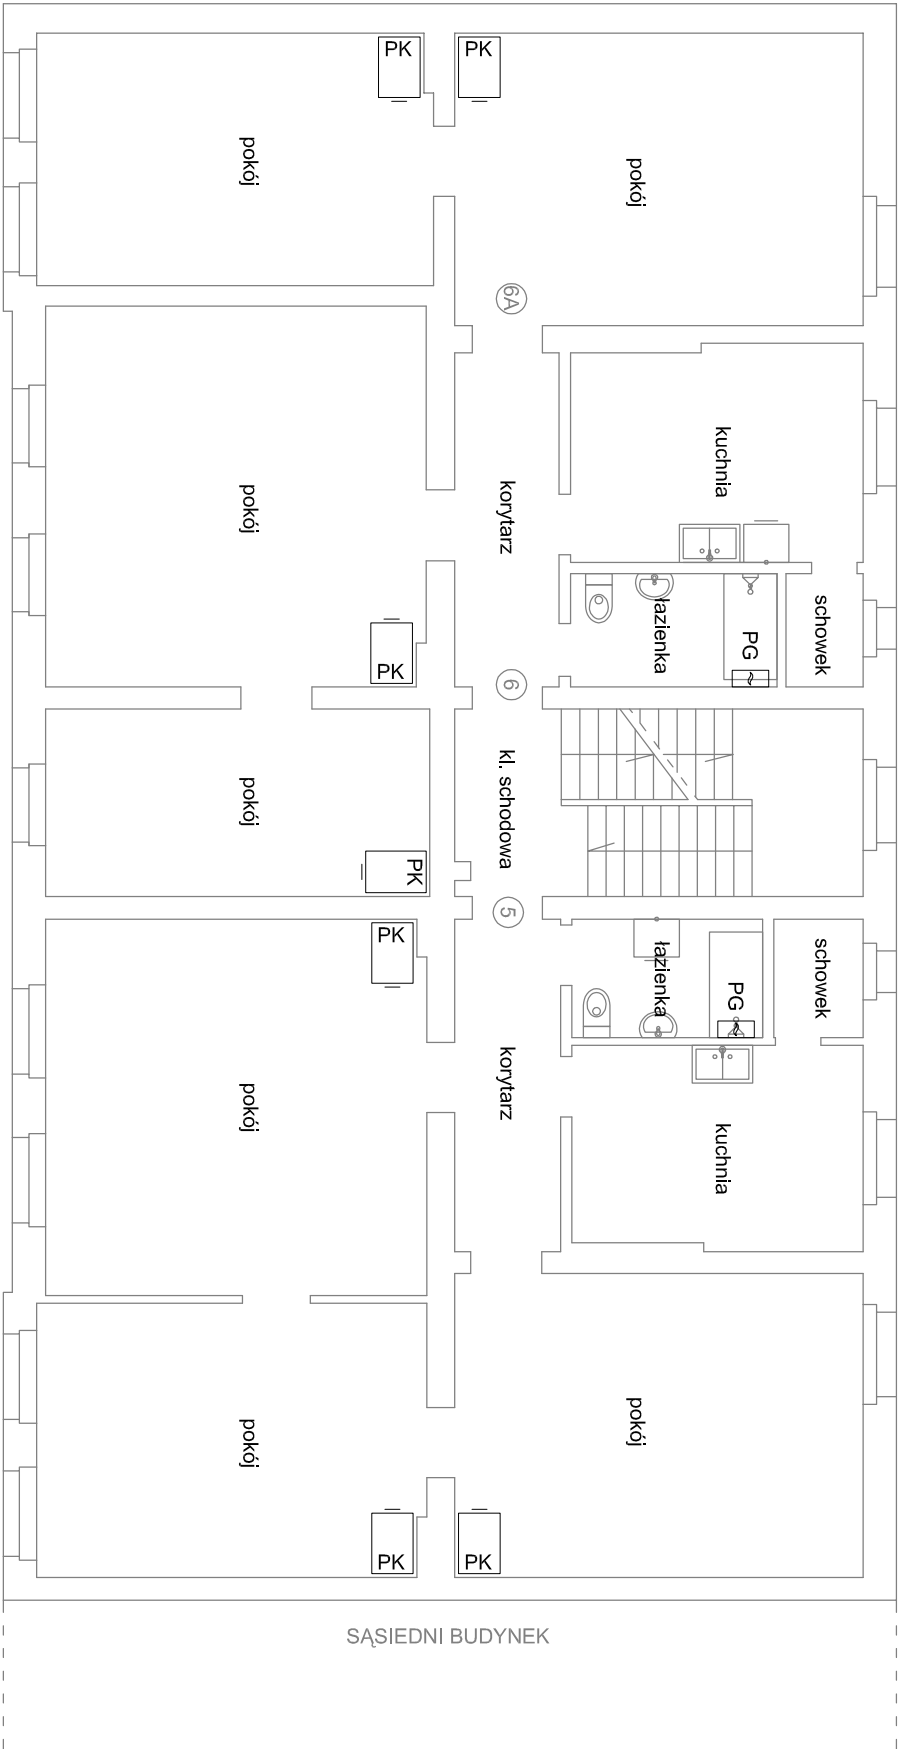 PK
PK
pokój
pokój
6A
kuchnia
pokój
korytarz
łazienka
schowek
PG
PK
6
pokój
kl. schodowa
PK
5
PK
łazienka
schowek
PG
pokój
korytarz
kuchnia
pokój
pokój
PK
PK
SĄSIEDNI BUDYNEK